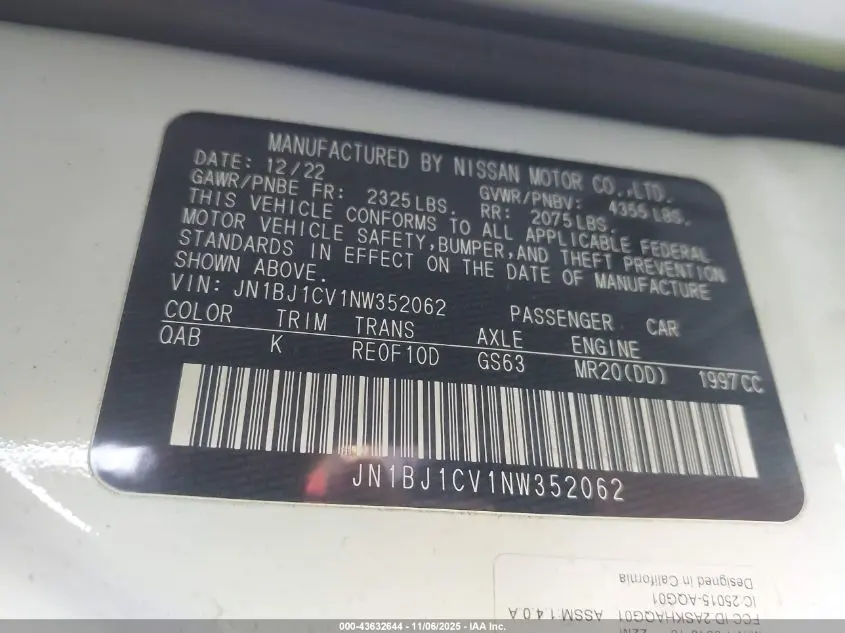 MANUFACTURED BY NISSAN MOTOR CO.,LTD.
DATE: 12/22 GVWR/PNBV: 4355 LBS.
GAWR/PNBE FR: 2325 LBS. RR: 2075 LBS.
THIS VEHICLE CONFORMS TO ALL APPLICABLE FEDERAL
MOTOR VEHICLE SAFETY,BUMPER,AND THEFT PREVENTION
STANDARDS IN EFFECT ON THE DATE OF MANUFACTURE
SHOWN ABOVE.
VIN: JN1BJ1CV1NW352062 PASSENGER CAR
COLOR TRIM TRANS AXLE ENGINE
QAB K RE0F10D GS63 MR20(DD) 1997CC
JN1BJ1CV1NW352062
Designed in California
IC:25015-AQG01
FCC ID:2ASKHAQG01 ASSM.1.4.0.A
000-43632644 - 11/06/2025 - IAA Inc.